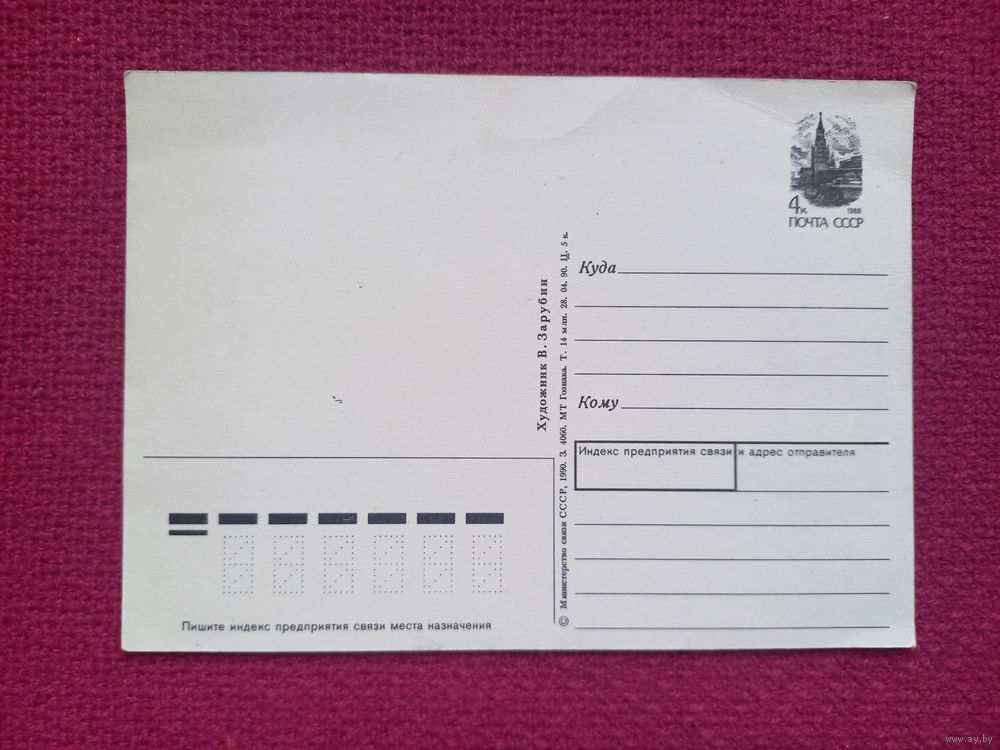 4к 1988
ПОЧТА СССР
Художник В. Зарубин
© Министерство связи СССР, 1990. З. 4060. МТ Гознака. Т. 14 млн. 28. 04. 90. Ц. 5 к.
Куда
Кому
Индекс предприятия связи и адрес отправителя
Пишите индекс предприятия связи места назначения
www.ay.by